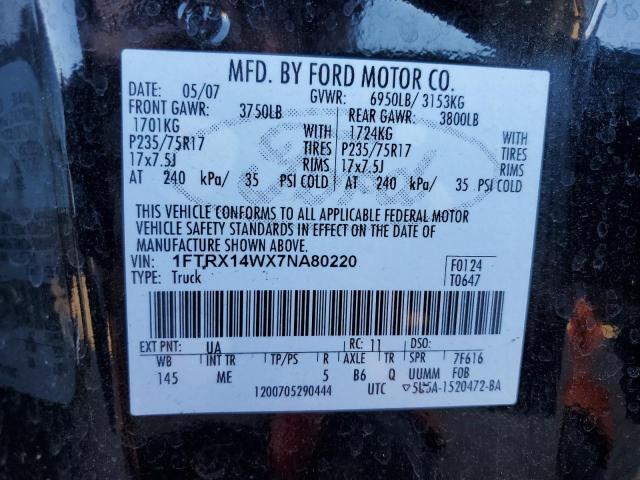 MFD. BY FORD MOTOR CO.
DATE: 05/07 GVWR: 6950LB/ 3153KG
FRONT GAWR: 3750LB REAR GAWR: 3800LB
1701KG WITH 1724KG WITH
P235/75R17 TIRES P235/75R17 TIRES
17x7.5J RIMS 17x7.5J RIMS
AT 240 kPa/ 35 PSI COLD AT 240 kPa/ 35 PSI COLD
THIS VEHICLE CONFORMS TO ALL APPLICABLE FEDERAL MOTOR
VEHICLE SAFETY STANDARDS IN EFFECT ON THE DATE OF
MANUFACTURE SHOWN ABOVE.
VIN: 1FTRX14WX7NA80220 F0124
TYPE: Truck T0647
EXT PNT: UA RC: 11 DSO:
WB INT TR TP/PS R AXLE TR SPR 7F616
145 ME 5 B6 Q UUMM FOB
1200705290444 UTC 5L5A-1520472-BA